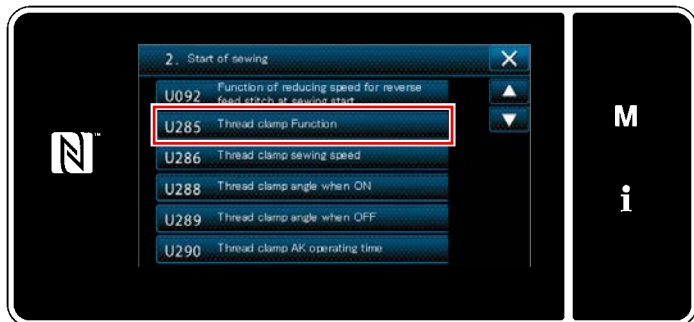 2. Start of sewing
U092 Function of reducing speed for reverse
feed stitch at sewing start
U285 Thread clamp Function
U286 Thread clamp sewing speed
U288 Thread clamp angle when ON
U289 Thread clamp angle when OFF
U290 Thread clamp AK operating time
M
i
N